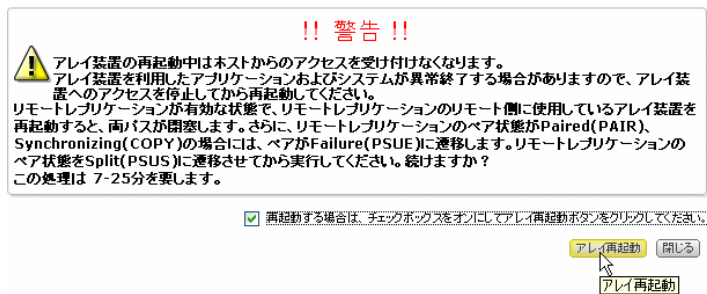 !! 警告 !!
アレイ装置の再起動中はホストからのアクセスを受け付けなくなります。
アレイ装置を利用したアプリケーションおよびシステムが異常終了する場合がありますので、アレイ装
置へのアクセスを停止してから再起動してください。
リモートレプリケーションが有効な状態で、リモートレプリケーションのリモート側に使用しているアレイ装置を
再起動すると、両パスが閉塞します。さらに、リモートレプリケーションのペア状態がPaired(PAIR)、
Synchronizing(COPY)の場合には、ペアがFailure(PSUE)に遷移します。リモートレプリケーションの
ペア状態をSplit(PSUS)に遷移させてから実行してください。続けますか？
この処理は 7-25分を要します。
再起動する場合は、チェックボックスをオンにしてアレイ再起動ボタンをクリックしてください。
アレイ再起動 閉じる
アレイ再起動